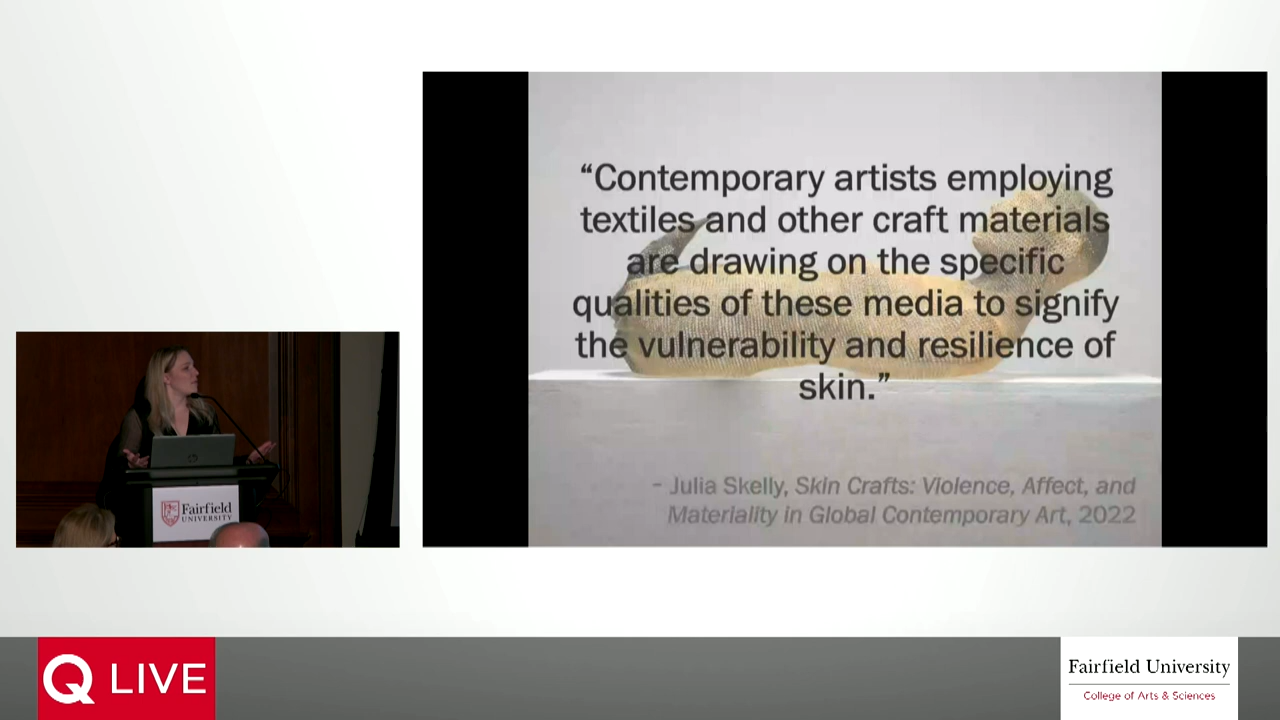 “Contemporary artists employing
textiles and other craft materials
are drawing on the specific
qualities of these media to signify
the vulnerability and resilience of
skin.”
- Julia Skelly, Skin Crafts: Violence, Affect, and
Materiality in Global Contemporary Art, 2022
Fairfield
UNIVERSITY
Q LIVE
Fairfield University
College of Arts & Sciences